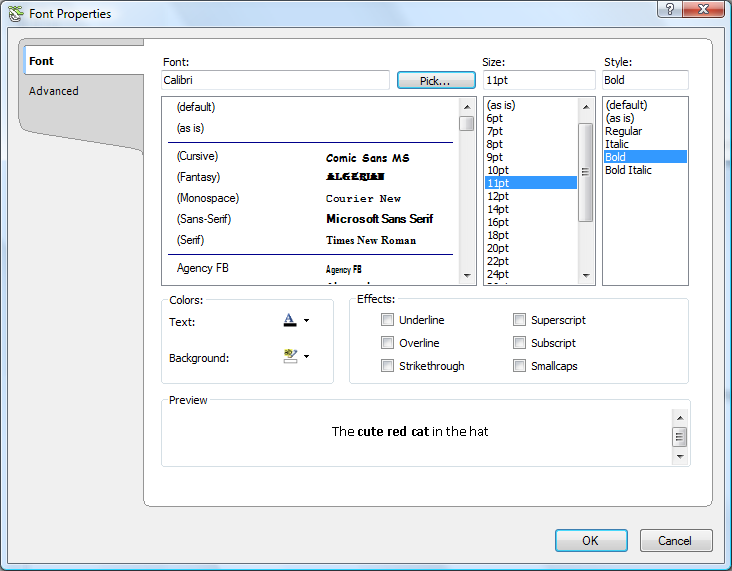 Font Properties
?
Font
Advanced
Font:
Calibri
Pick...
(default)
(as is)
(Cursive) Comic Sans MS
(Fantasy) ALGERIAN
(Monospace) Courier New
(Sans-Serif) Microsoft Sans Serif
(Serif) Times New Roman
Agency FB Agency FB
Size:
11pt
(as is)
6pt
7pt
8pt
9pt
10pt
11pt
12pt
14pt
16pt
18pt
20pt
22pt
24pt
Style:
Bold
(default)
(as is)
Regular
Italic
Bold
Bold Italic
Colors:
Text: A
Background:
Effects:
Underline
Overline
Strikethrough
Superscript
Subscript
Smallcaps
Preview
The cute red cat in the hat
OK
Cancel